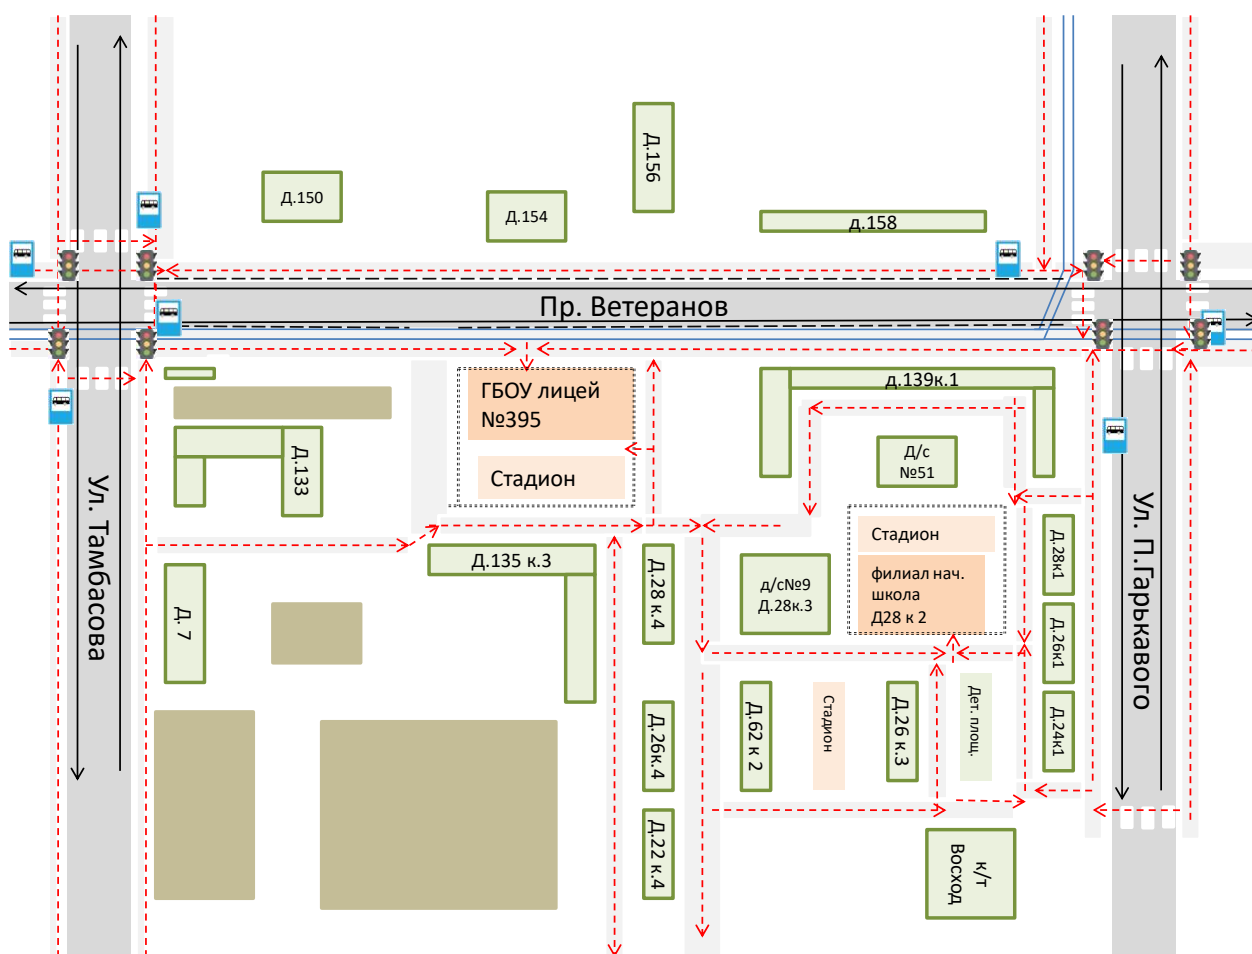 Д.156
Д.150
Д.154
д.158
Пр. Ветеранов
ГБОУ лицей
№395
Стадион
д.139к.1
Д/с
№51
Д.133
Ул. Тамбасова
Ул. П.Гарькавого
Стадион
филиал нач.
школа
Д28 к 2
Д.135 к.3
Д.28 к.4
д/с№9
Д.28к.3
Д.28к1
Д. 7
Д.26к1
Д.26к.4
Д.62 к 2
Стадион
Д.26 к.3
Дет. площ.
Д.24к1
Д.22 к.4
к/т
Восход